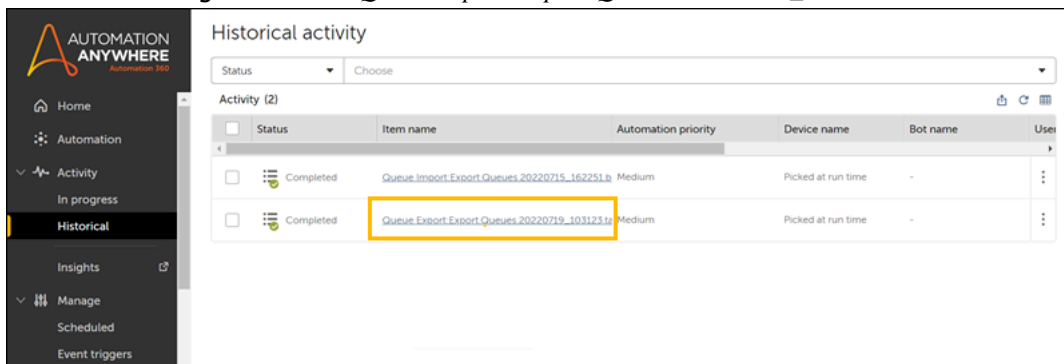 AUTOMATION
ANYWHERE
Automation 360
Home
Automation
Activity
In progress
Historical
Insights
Manage
Scheduled
Event triggers
Historical activity
Status Choose
Activity (2)
Status Item name Automation priority Device name Bot name User
Completed Queue Import:Export.Queues.20220715_162251.b Medium Picked at run time -
Completed Queue Export:Export.Queues.20220719_103123.ta Medium Picked at run time -